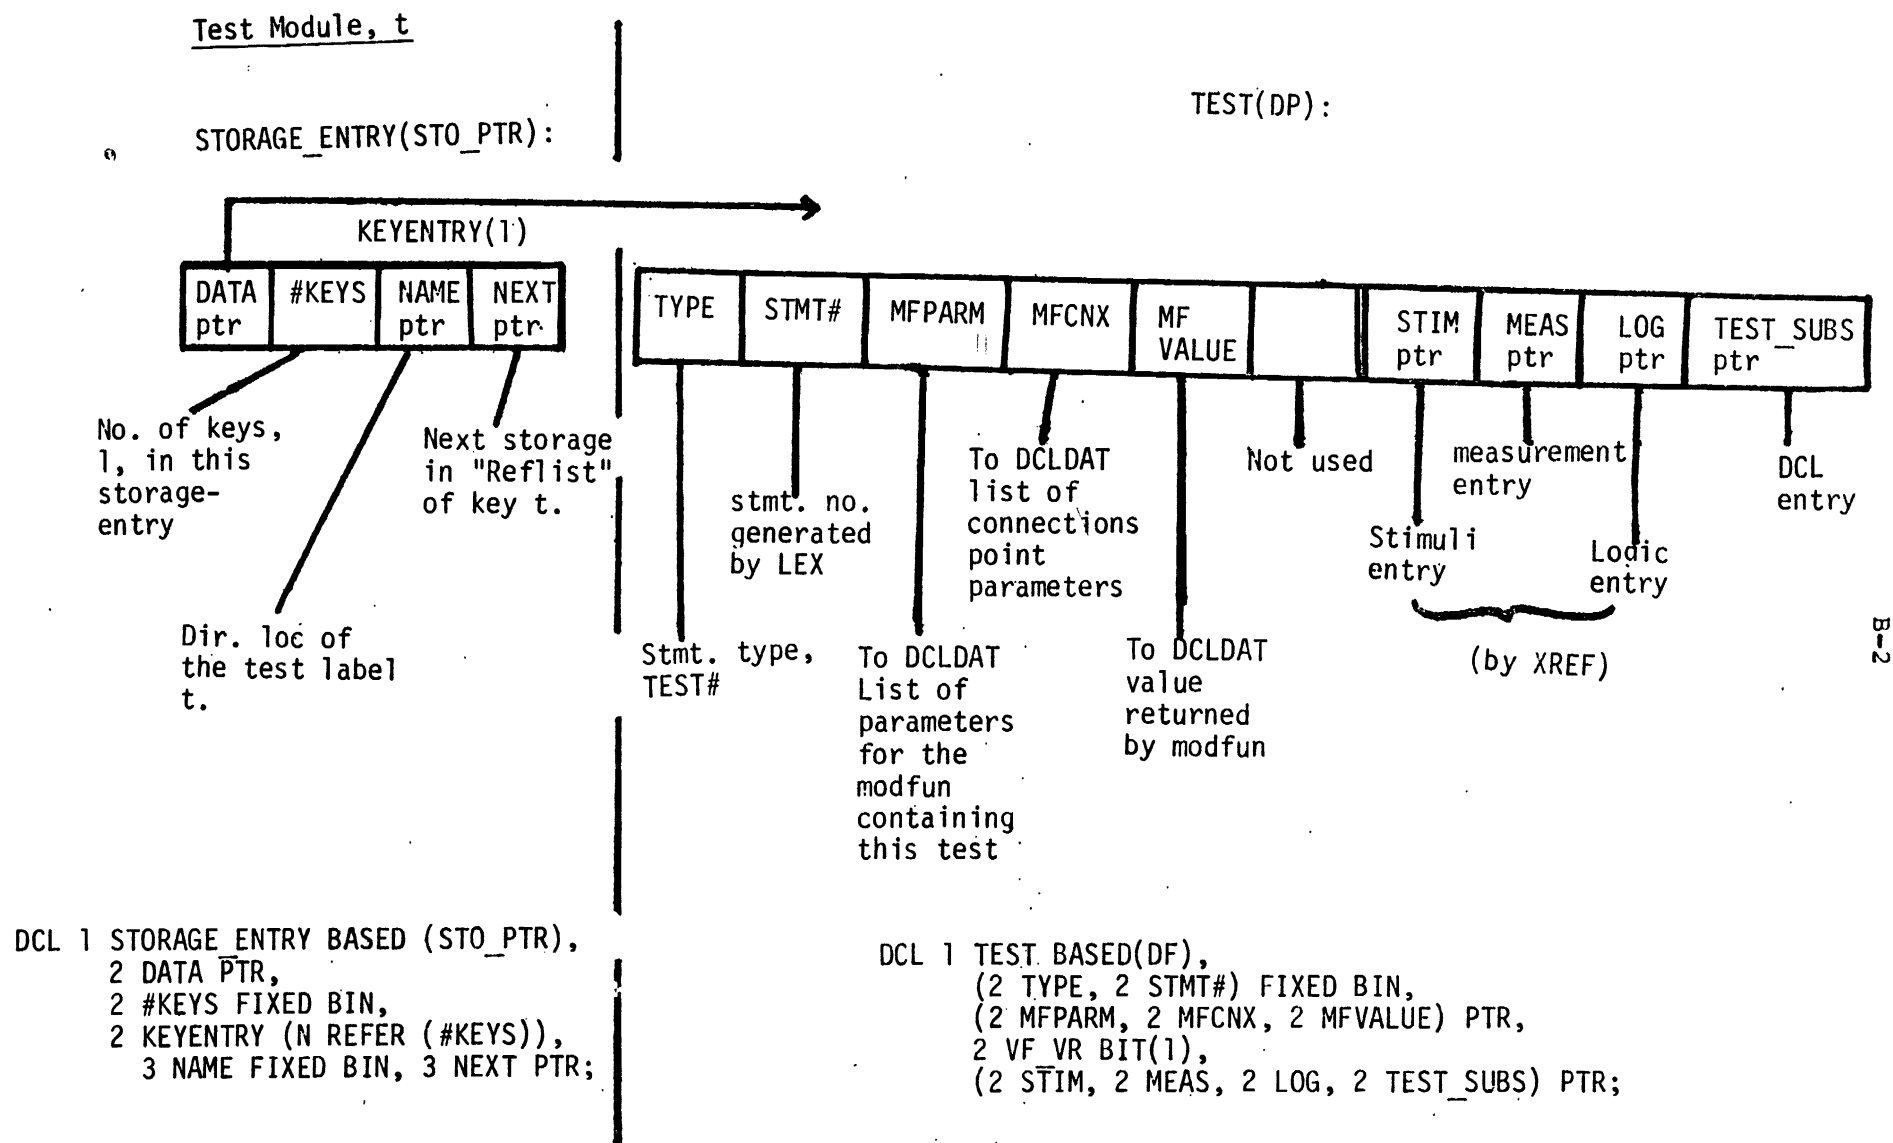 Test Module, t
STORAGE_ENTRY(STO_PTR):
KEYENTRY(1)
DATA
ptr
#KEYS
NAME
ptr
NEXT
ptr
No. of keys,
1, in this
storage-
entry
Dir. loc of
the test label
t.
Next storage
in "Reflist"
of key t.
DCL 1 STORAGE_ENTRY BASED (STO_PTR),
2 DATA PTR,
2 #KEYS FIXED BIN,
2 KEYENTRY (N REFER (#KEYS)),
3 NAME FIXED BIN, 3 NEXT PTR;
TEST(DP):
TYPE
STMT#
MFPARM
MFCNX
MF
VALUE
STIM
ptr
MEAS
ptr
LOG
ptr
TEST_SUBS
ptr
Stmt. type,
TEST#
stmt. no.
generated
by LEX
To DCLDAT
List of
parameters
for the
modfun
containing
this test
To DCLDAT
list of
connections
point
parameters
To DCLDAT
value
returned
by modfun
Not used
Stimuli
entry
measurement
entry
Logic
entry
DCL
entry
(by XREF)
DCL 1 TEST BASED(DF),
(2 TYPE, 2 STMT#) FIXED BIN,
(2 MFPARM, 2 MFCNX, 2 MFVALUE) PTR,
2 VF_VR BIT(1),
(2 STIM, 2 MEAS, 2 LOG, 2 TEST_SUBS) PTR;
B-2